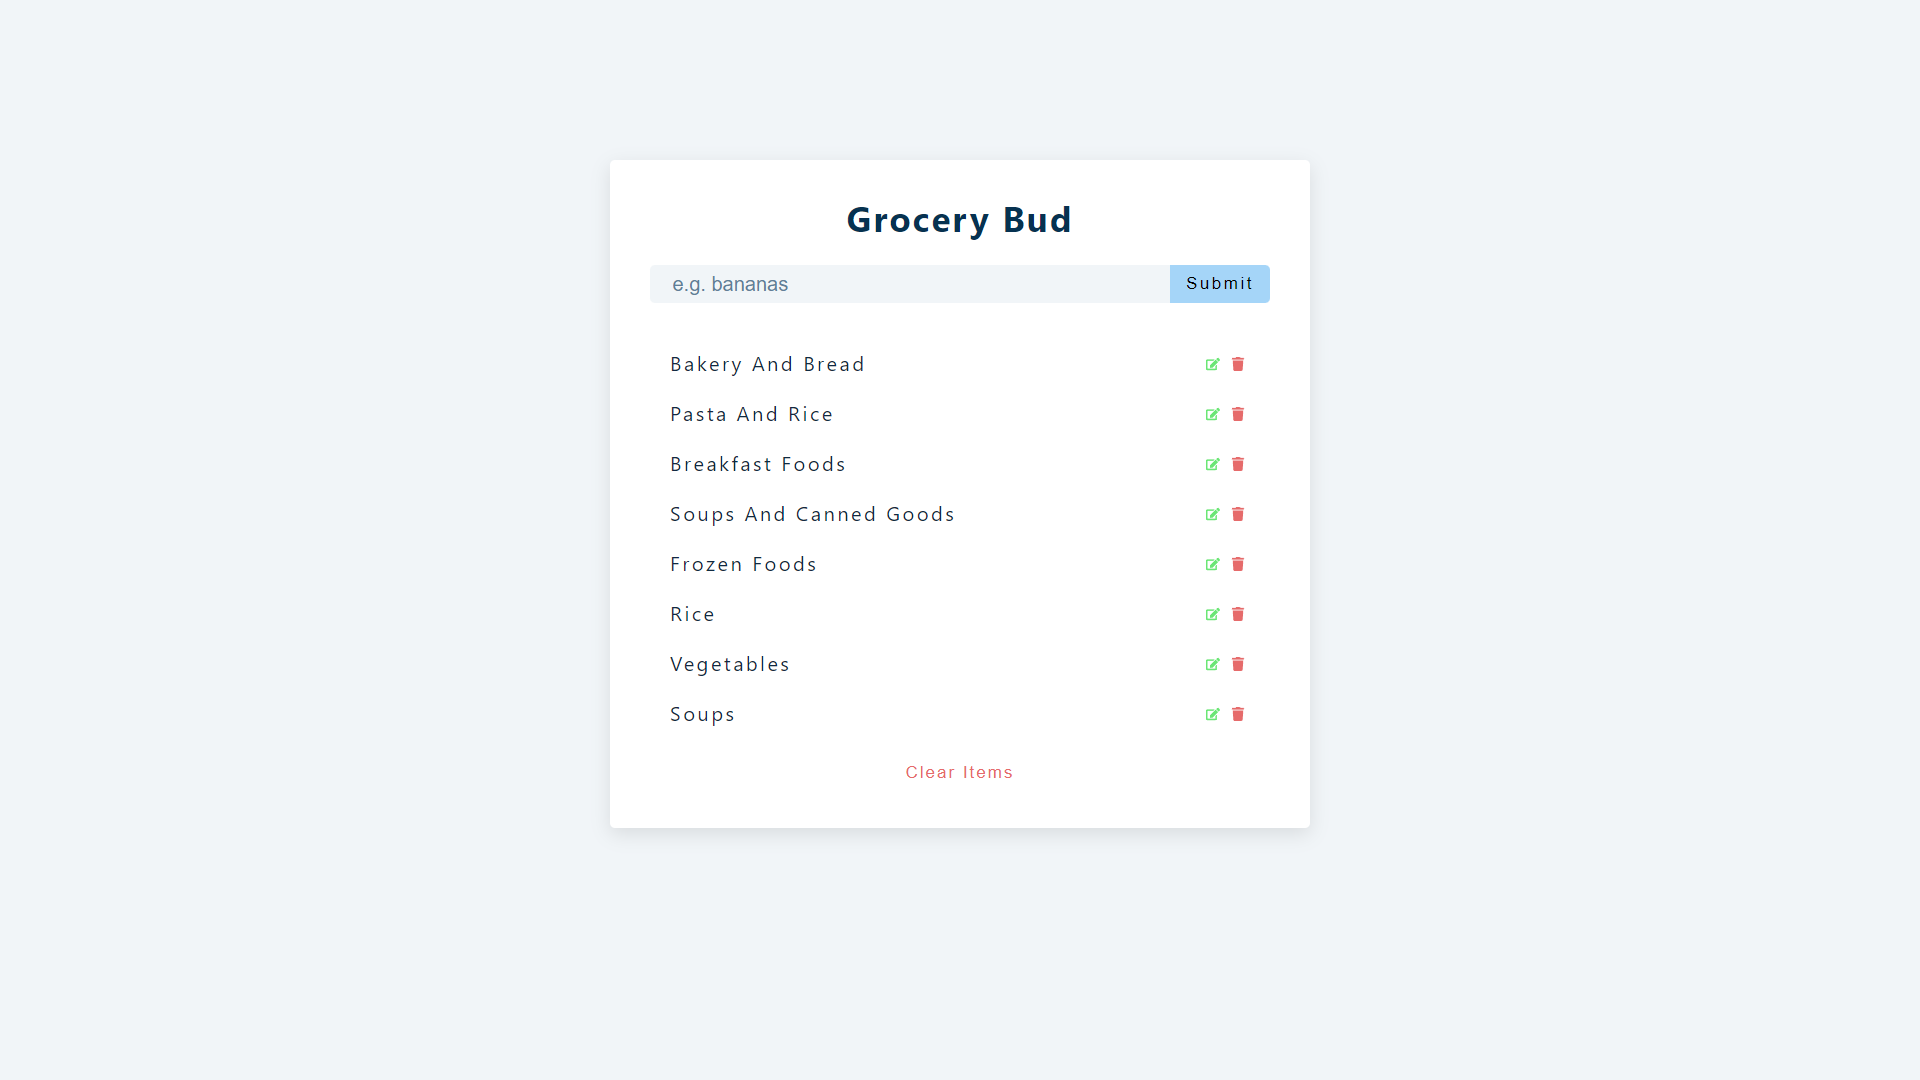 Grocery Bud
e.g. bananas
Submit
Bakery And Bread
Pasta And Rice
Breakfast Foods
Soups And Canned Goods
Frozen Foods
Rice
Vegetables
Soups
Clear Items